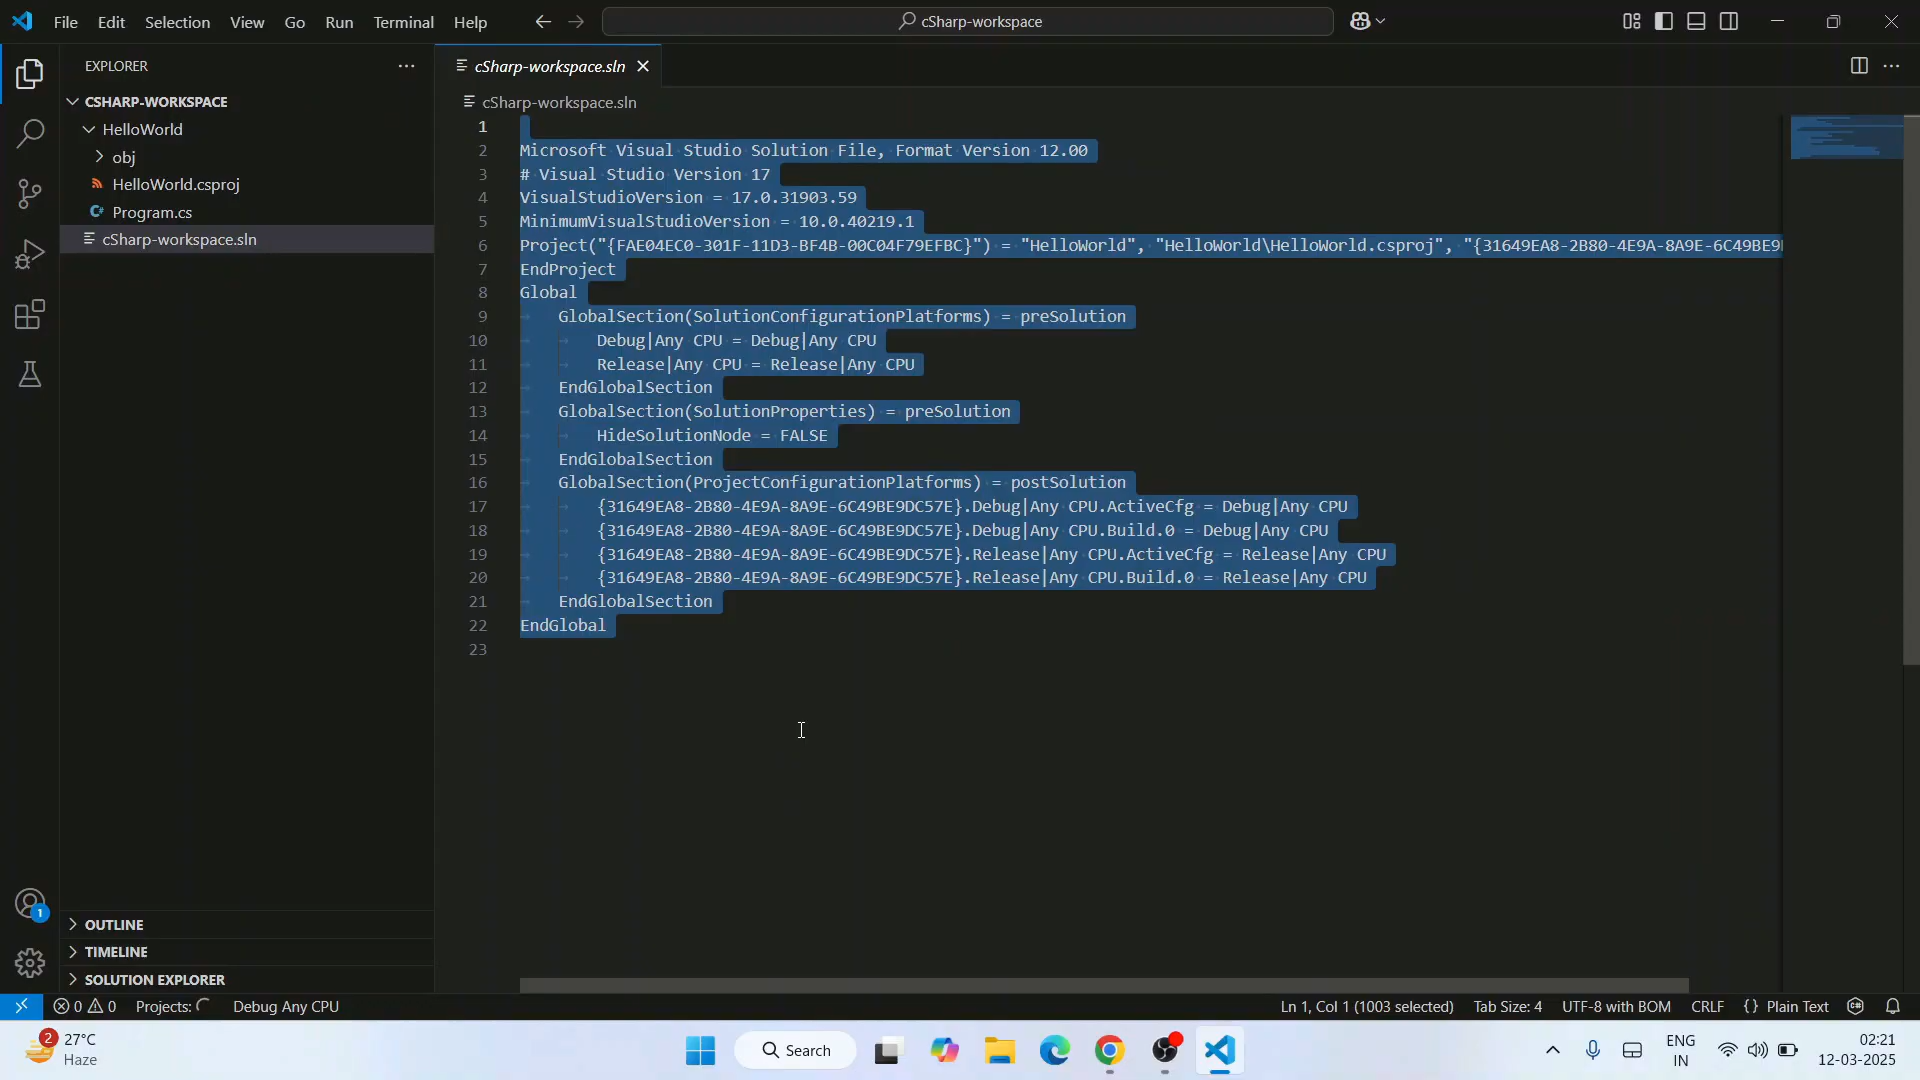 File Edit Selection View Go Run Terminal Help
cSharp-workspace
EXPLORER
CSHARP-WORKSPACE
HelloWorld
obj
HelloWorld.csproj
Program.cs
cSharp-workspace.sln
OUTLINE
TIMELINE
SOLUTION EXPLORER
1
cSharp-workspace.sln
cSharp-workspace.sln
1
2 Microsoft Visual Studio Solution File, Format Version 12.00
3 # Visual Studio Version 17
4 VisualStudioVersion = 17.0.31903.59
5 MinimumVisualStudioVersion = 10.0.40219.1
6 Project("{FAE04EC0-301F-11D3-BF4B-00C04F79EFBC}") = "HelloWorld", "HelloWorld\HelloWorld.csproj", "{31649EA8-2B80-4E9A-8A9E-6C49BE9
7 EndProject
8 Global
9 GlobalSection(SolutionConfigurationPlatforms) = preSolution
10 Debug|Any CPU = Debug|Any CPU
11 Release|Any CPU = Release|Any CPU
12 EndGlobalSection
13 GlobalSection(SolutionProperties) = preSolution
14 HideSolutionNode = FALSE
15 EndGlobalSection
16 GlobalSection(ProjectConfigurationPlatforms) = postSolution
17 {31649EA8-2B80-4E9A-8A9E-6C49BE9DC57E}.Debug|Any CPU.ActiveCfg = Debug|Any CPU
18 {31649EA8-2B80-4E9A-8A9E-6C49BE9DC57E}.Debug|Any CPU.Build.0 = Debug|Any CPU
19 {31649EA8-2B80-4E9A-8A9E-6C49BE9DC57E}.Release|Any CPU.ActiveCfg = Release|Any CPU
20 {31649EA8-2B80-4E9A-8A9E-6C49BE9DC57E}.Release|Any CPU.Build.0 = Release|Any CPU
21 EndGlobalSection
22 EndGlobal
23
0 0 Projects: Debug Any CPU Ln 1, Col 1 (1003 selected) Tab Size: 4 UTF-8 with BOM CRLF {} Plain Text
2 27°C
Haze
Search
ENG
IN
02:21
12-03-2025